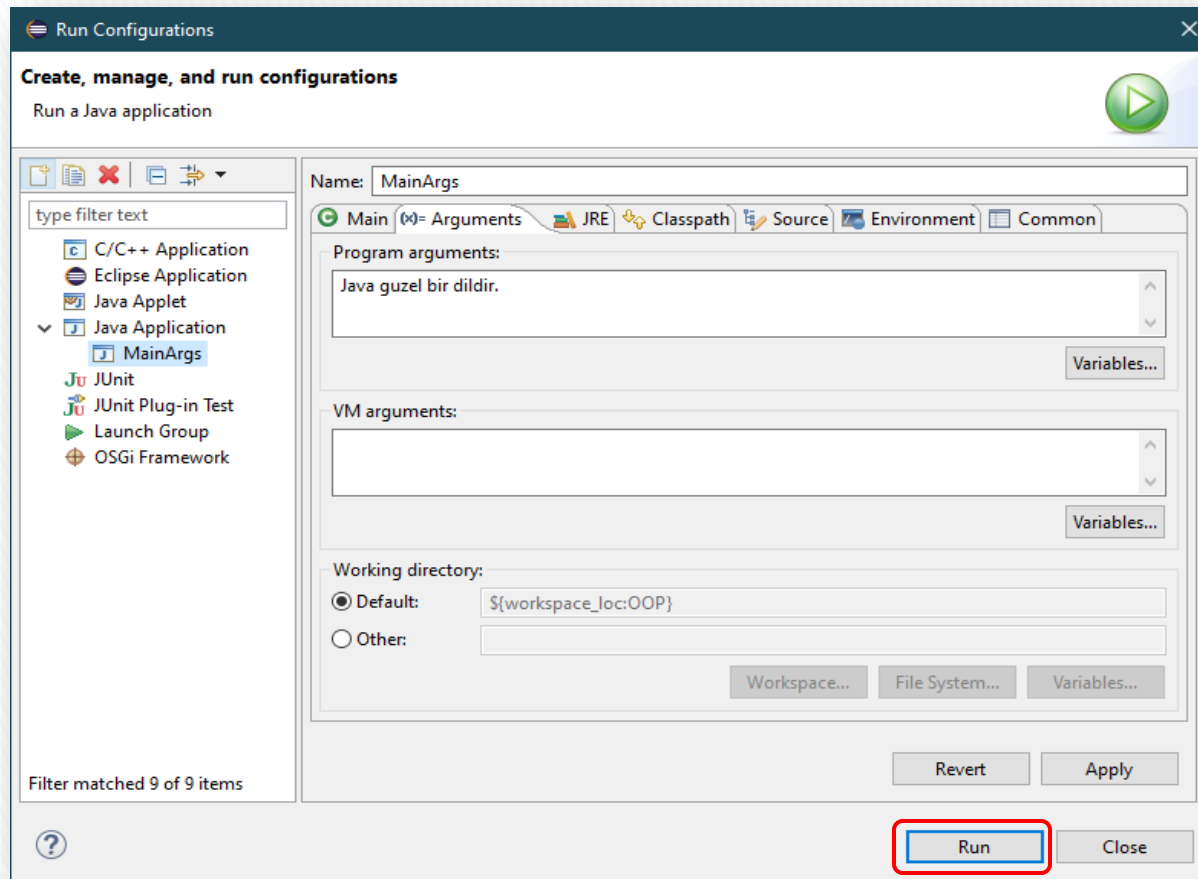 Run Configurations
Create, manage, and run configurations
Run a Java application
type filter text
C/C++ Application
Eclipse Application
Java Applet
Java Application
MainArgs
JUnit
JUnit Plug-in Test
Launch Group
OSGi Framework
Filter matched 9 of 9 items
Name: MainArgs
Main (x)= Arguments JRE Classpath Source Environment Common
Program arguments:
Java guzel bir dildir.
Variables...
VM arguments:
Variables...
Working directory:
Default: ${workspace_loc:OOP}
Other:
Workspace... File System... Variables...
Revert Apply
Run Close